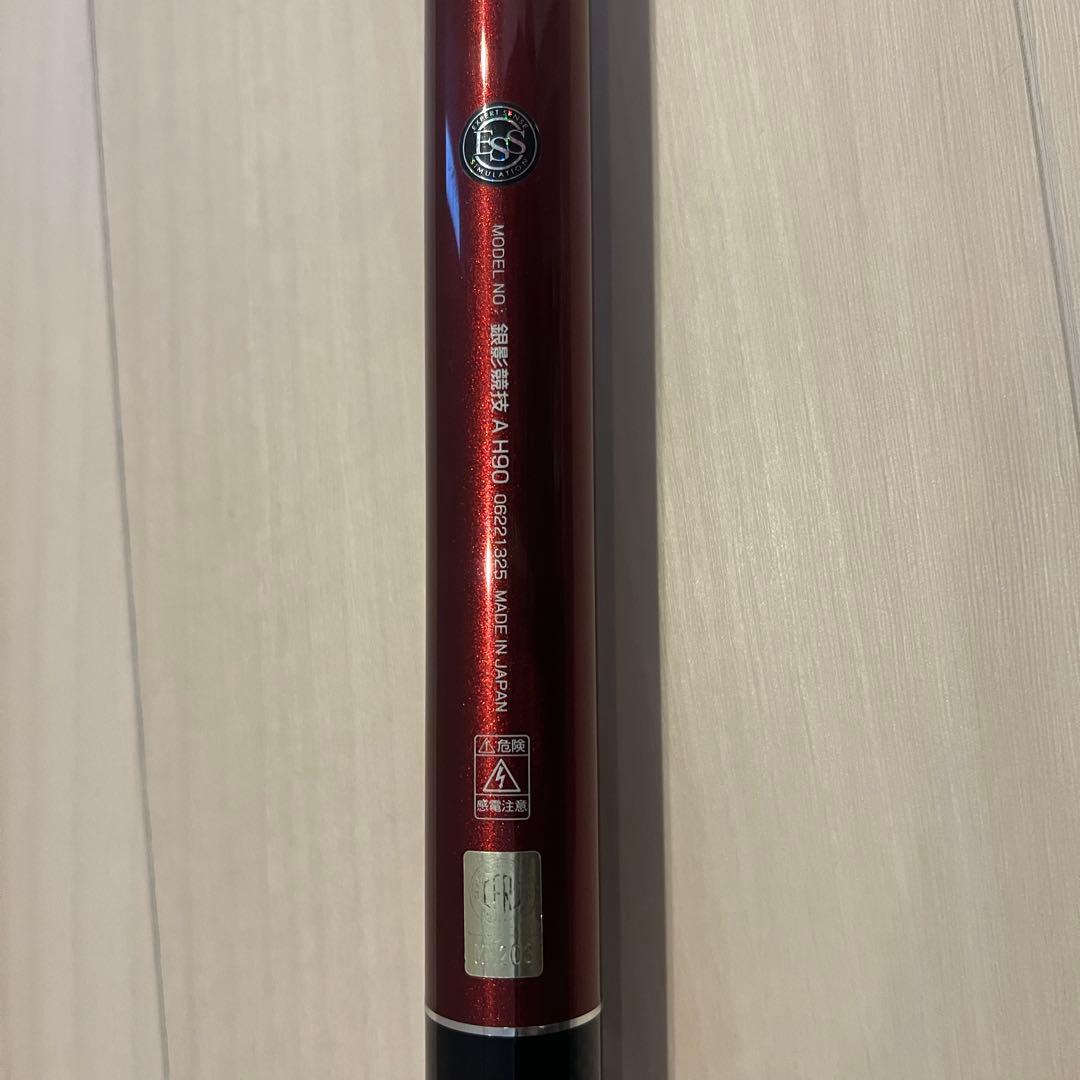 EXPERT SENSE
ESS
SIMULATION
MODEL NO : 銀影競技 A H90 06221325 MADE IN JAPAN
⚠危険
感電注意